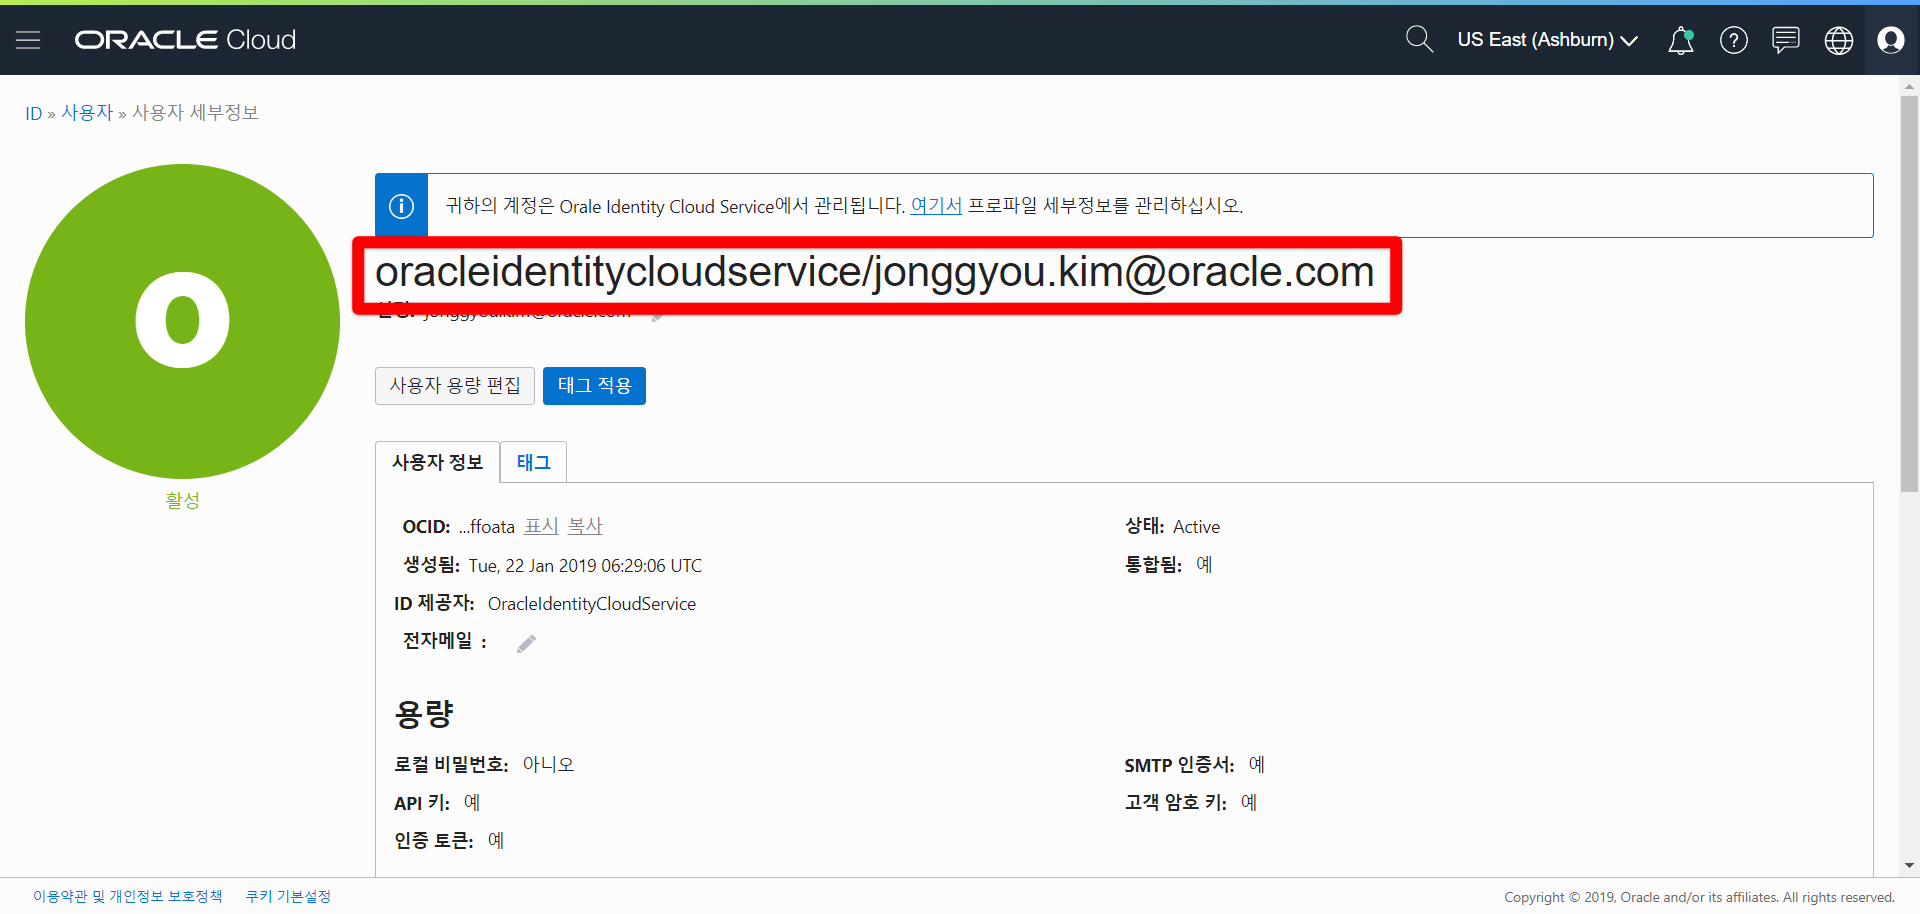 ORACLE Cloud
US East (Ashburn)
ID » 사용자 » 사용자 세부정보
O
활성
귀하의 계정은 Orale Identity Cloud Service에서 관리됩니다. 여기서 프로파일 세부정보를 관리하십시오.
oracleidentitycloudservice/jonggyou.kim@oracle.com
jonggyou.kim@oracle.com
사용자 용량 편집 태그 적용
사용자 정보 태그
OCID: ...ffoata 표시 복사
생성됨: Tue, 22 Jan 2019 06:29:06 UTC
ID 제공자: OracleIdentityCloudService
전자메일 :
상태: Active
통합됨: 예
용량
로컬 비밀번호: 아니오
API 키: 예
인증 토큰: 예
SMTP 인증서: 예
고객 암호 키: 예
이용약관 및 개인정보 보호정책 쿠키 기본설정
Copyright © 2019, Oracle and/or its affiliates. All rights reserved.